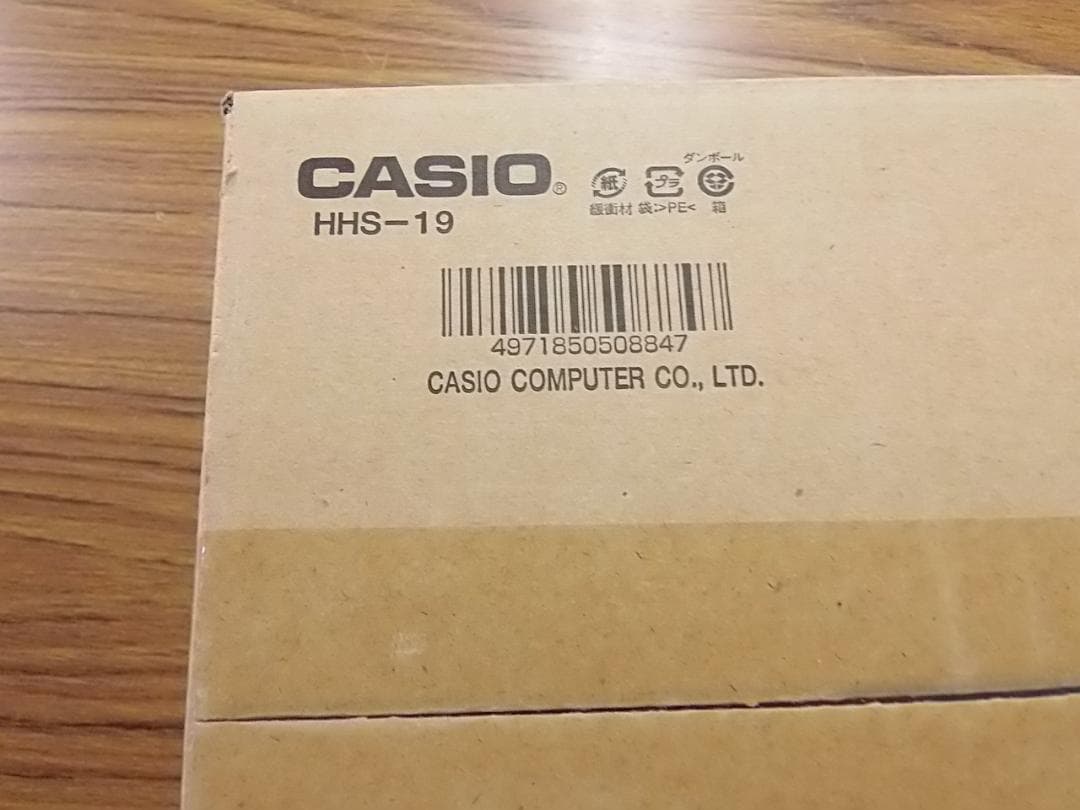 CASIO®
HHS-19
ダンボール
紙 プラ
緩衝材 袋>PE< 箱
4971850508847
CASIO COMPUTER CO., LTD.